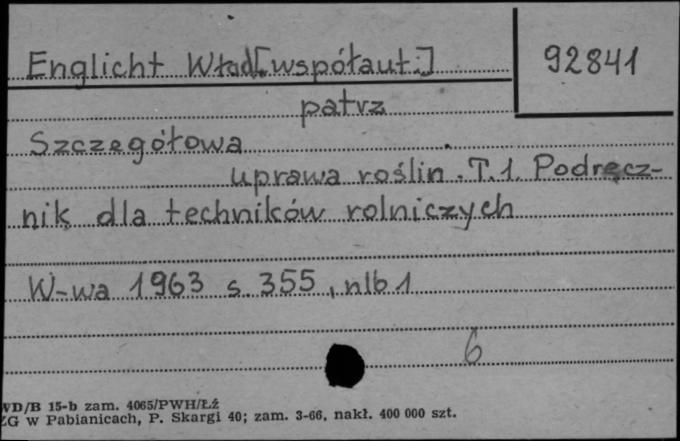 Englicht Wład[współaut.]
92841
patrz
Szczegółowa
uprawa roślin. T.1. Podręcz-
nik dla techników rolniczych
W-wa 1963 s. 355, nlb 1
6
WD/B 15-b zam. 4065/PWH/Łź
ZG w Pabianicach, P. Skargi 40; zam. 3-66, nakł. 400 000 szt.